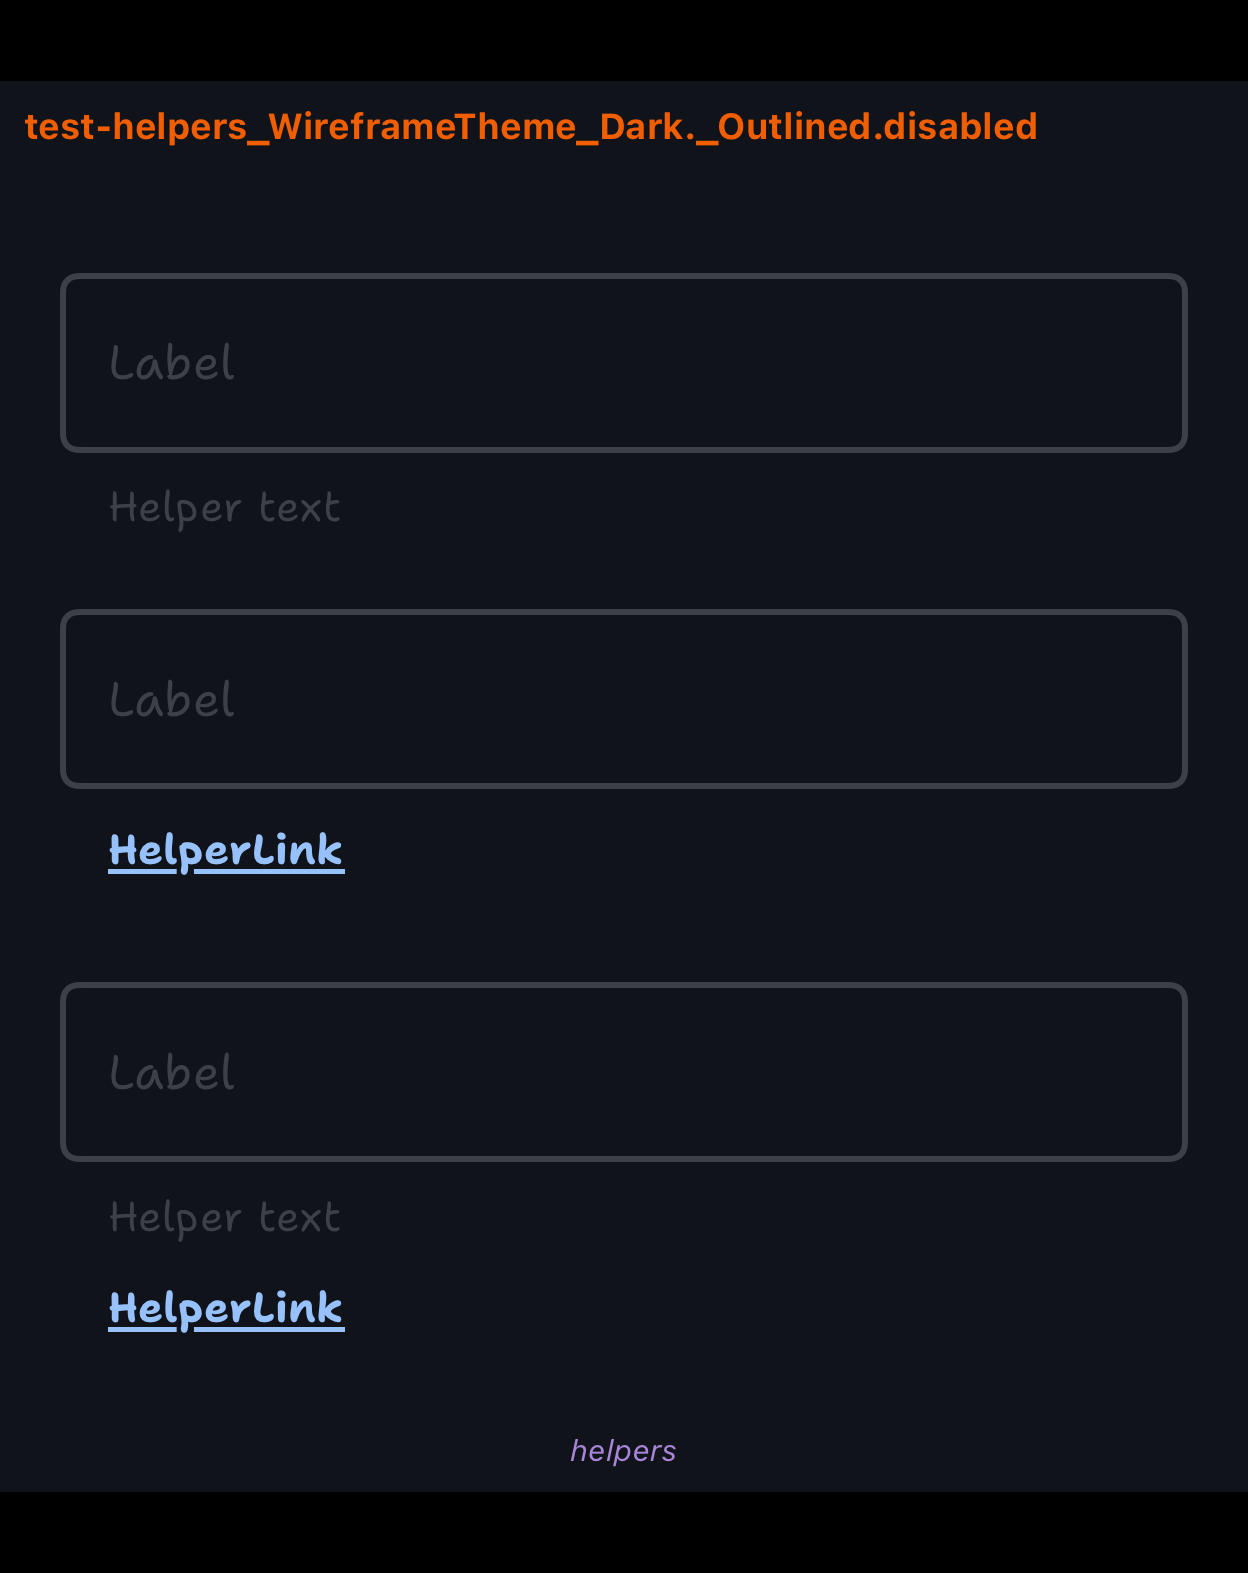 test-helpers_WireframeTheme_Dark._Outlined.disabled
Label
Helper text
Label
HelperLink
Label
Helper text
HelperLink
helpers